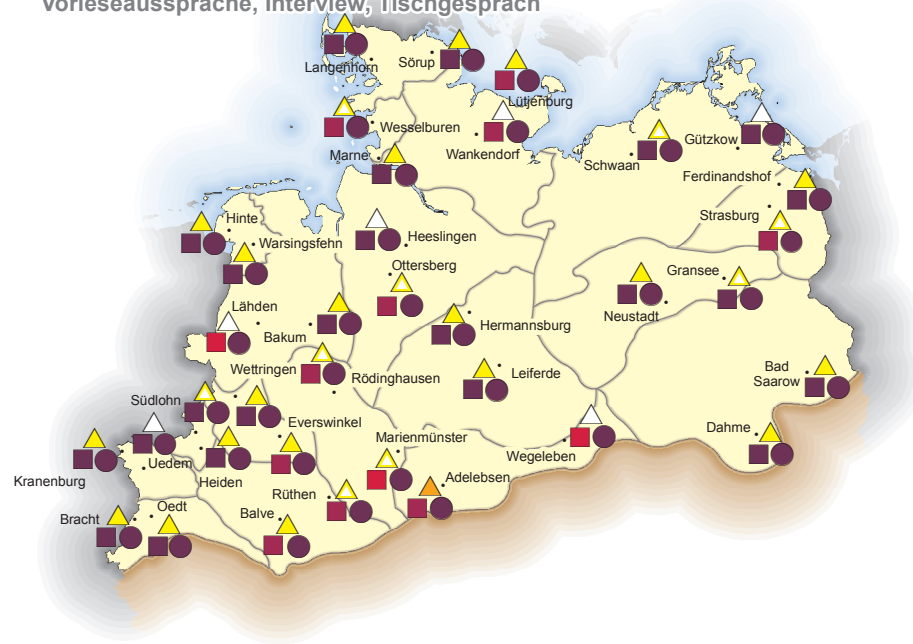 Vorleseaussprache, Interview, Tischgespräch
Langenhorn
Sörup
Lütjenburg
Wesselburen
Wankendorf
Marne
Schwaan
Gützkow
Ferdinandshof
Strasburg
Hinte
Warsingsfehn
Heeslingen
Ottersberg
Gransee
Neustadt
Lähden
Bakum
Hermannsburg
Wettringen
Rödinghausen
Leiferde
Bad
Saarow
Südlohn
Everswinkel
Marienmünster
Wegeleben
Dahme
Uedem
Kranenburg
Heiden
Rüthen
Adelebsen
Bracht
Oedt
Balve